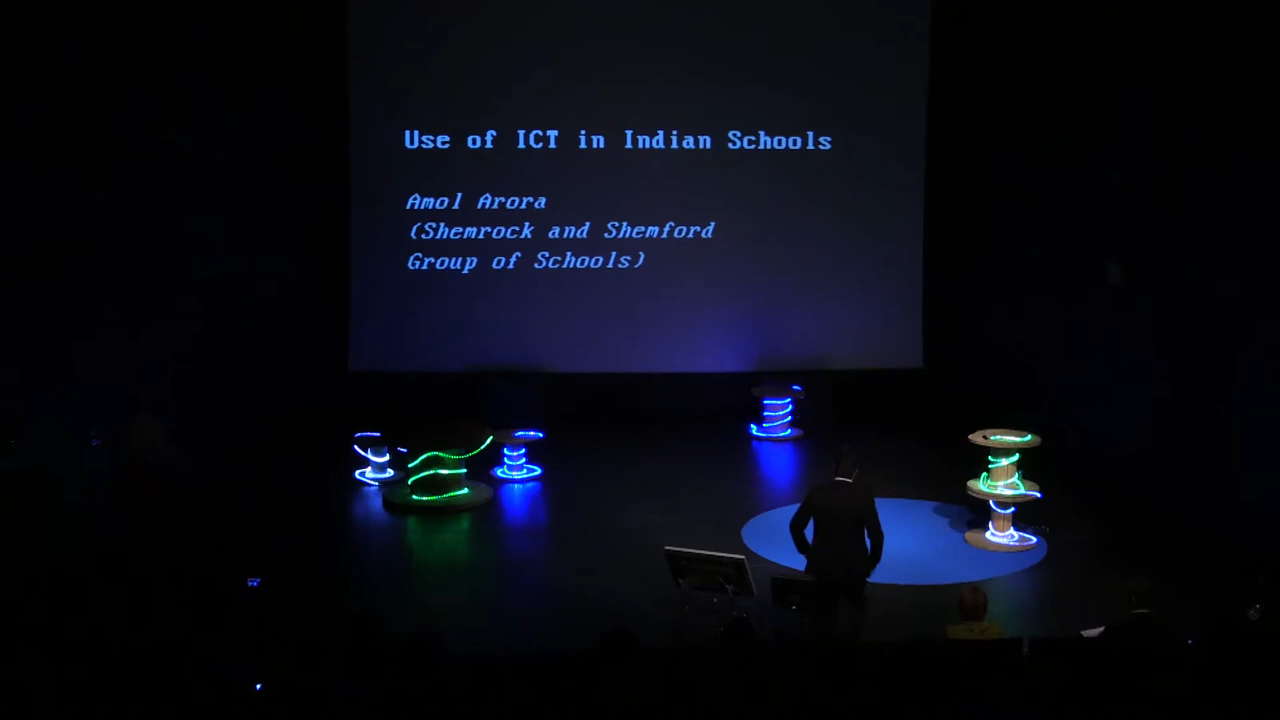 Use of ICT in Indian Schools
Amol Arora
(Shemrock and Shemford
Group of Schools)